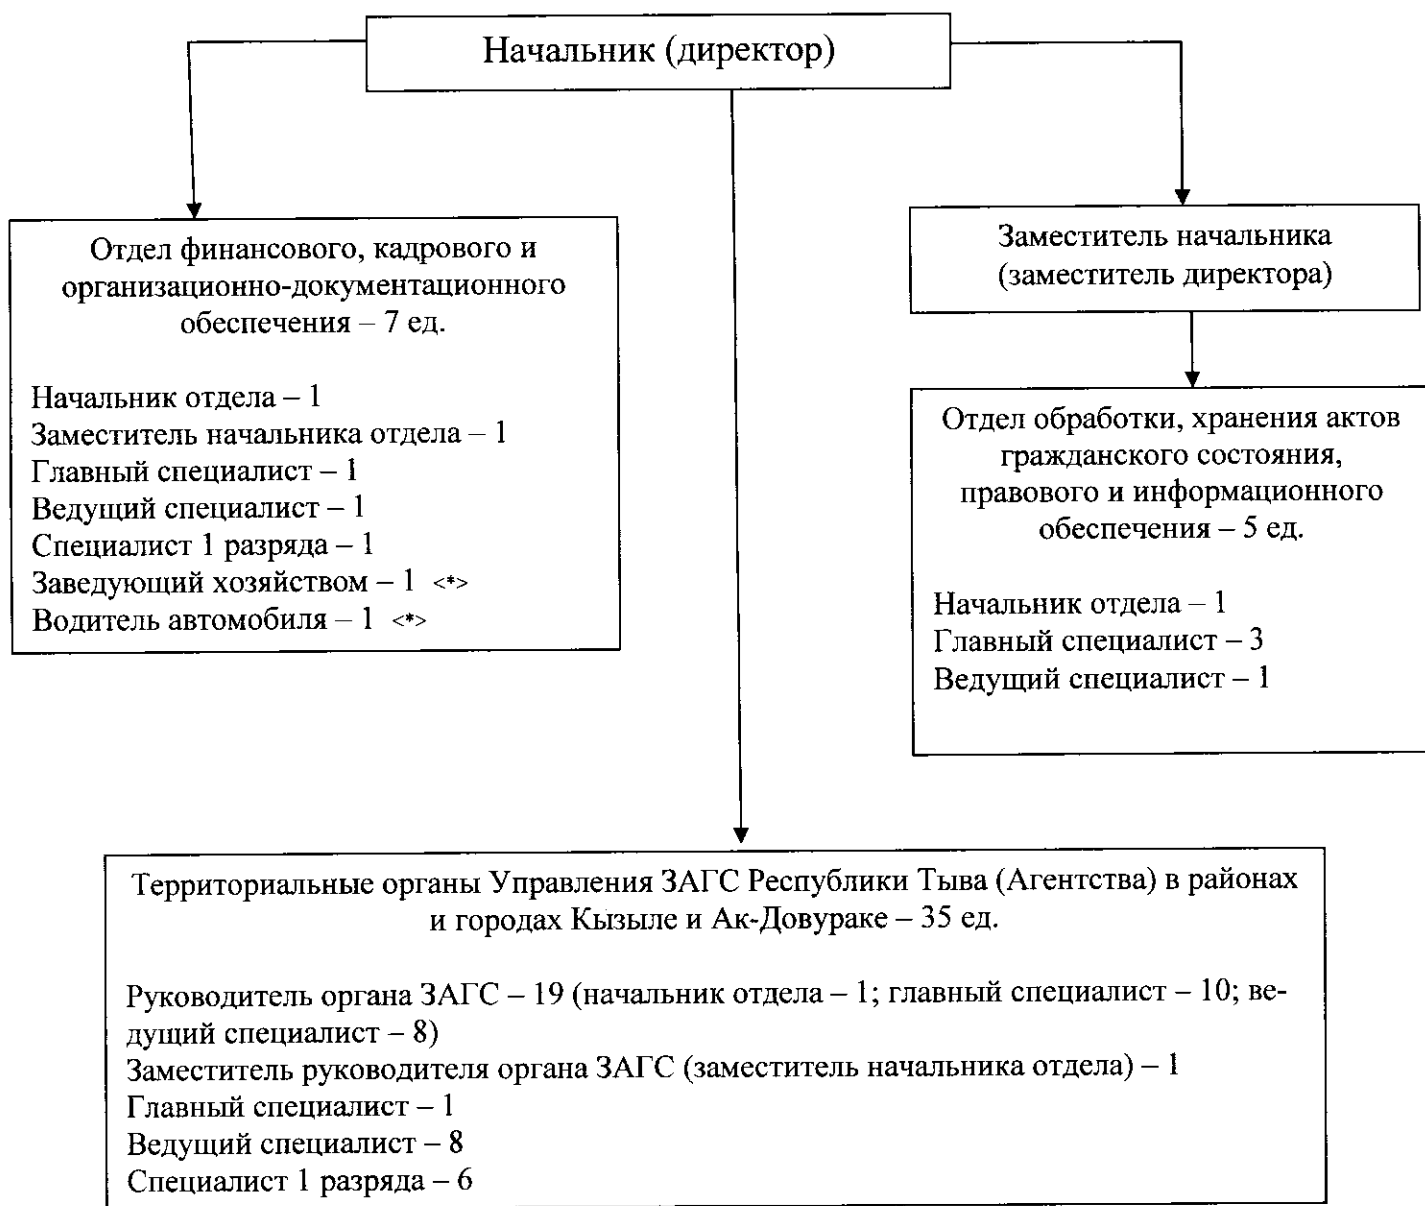 Начальник (директор)
Отдел финансового, кадрового и
организационно-документационного
обеспечения – 7 ед.
Начальник отдела – 1
Заместитель начальника отдела – 1
Главный специалист – 1
Ведущий специалист – 1
Специалист 1 разряда – 1
Заведующий хозяйством – 1 <*>
Водитель автомобиля – 1 <*>
Заместитель начальника
(заместитель директора)
Отдел обработки, хранения актов
гражданского состояния,
правового и информационного
обеспечения – 5 ед.
Начальник отдела – 1
Главный специалист – 3
Ведущий специалист – 1
Территориальные органы Управления ЗАГС Республики Тыва (Агентства) в районах
и городах Кызыле и Ак-Довураке – 35 ед.
Руководитель органа ЗАГС – 19 (начальник отдела – 1; главный специалист – 10; ве-
дущий специалист – 8)
Заместитель руководителя органа ЗАГС (заместитель начальника отдела) – 1
Главный специалист – 1
Ведущий специалист – 8
Специалист 1 разряда – 6